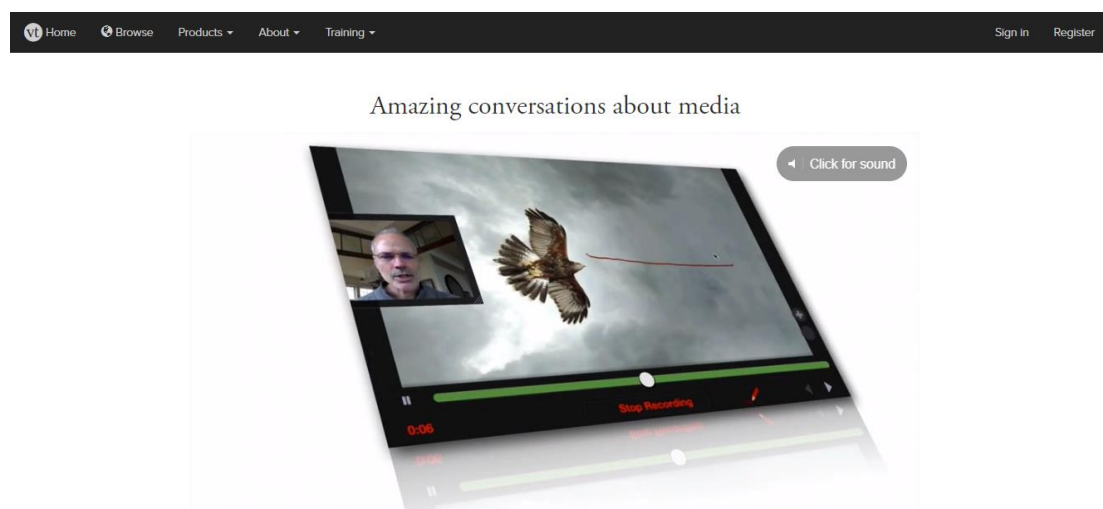 vt Home Browse Products About Training Sign in Register
Amazing conversations about media
Click for sound
Stop Recording
0:06